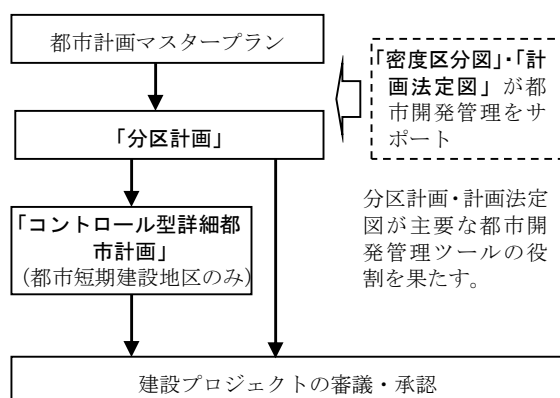 都市計画マスタープラン
「密度区分図」・「計
画法定図」が都
市開発管理をサ
ポート
「分区計画」
分区計画・計画法定
図が主要な都市開
発管理ツールの役
割を果たす。
「コントロール型詳細都
市計画」
（都市短期建設地区のみ）
建設プロジェクトの審議・承認